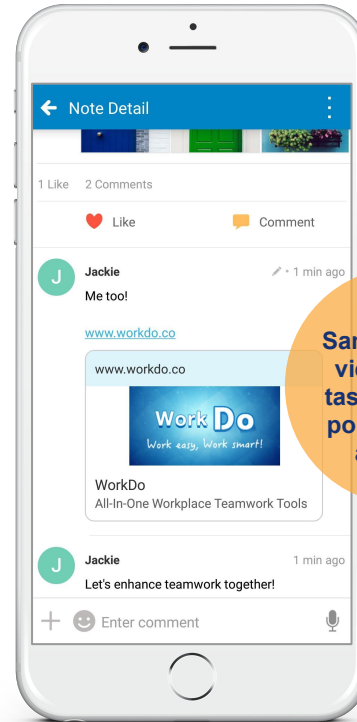 Note Detail
1 Like 2 Comments
Like Comment
J Jackie 1 min ago
Me too!
www.workdo.co
www.workdo.co
Work Do
Work easy, Work smart!
WorkDo
All-In-One Workplace Teamwork Tools
J Jackie 1 min ago
Let's enhance teamwork together!
Enter comment